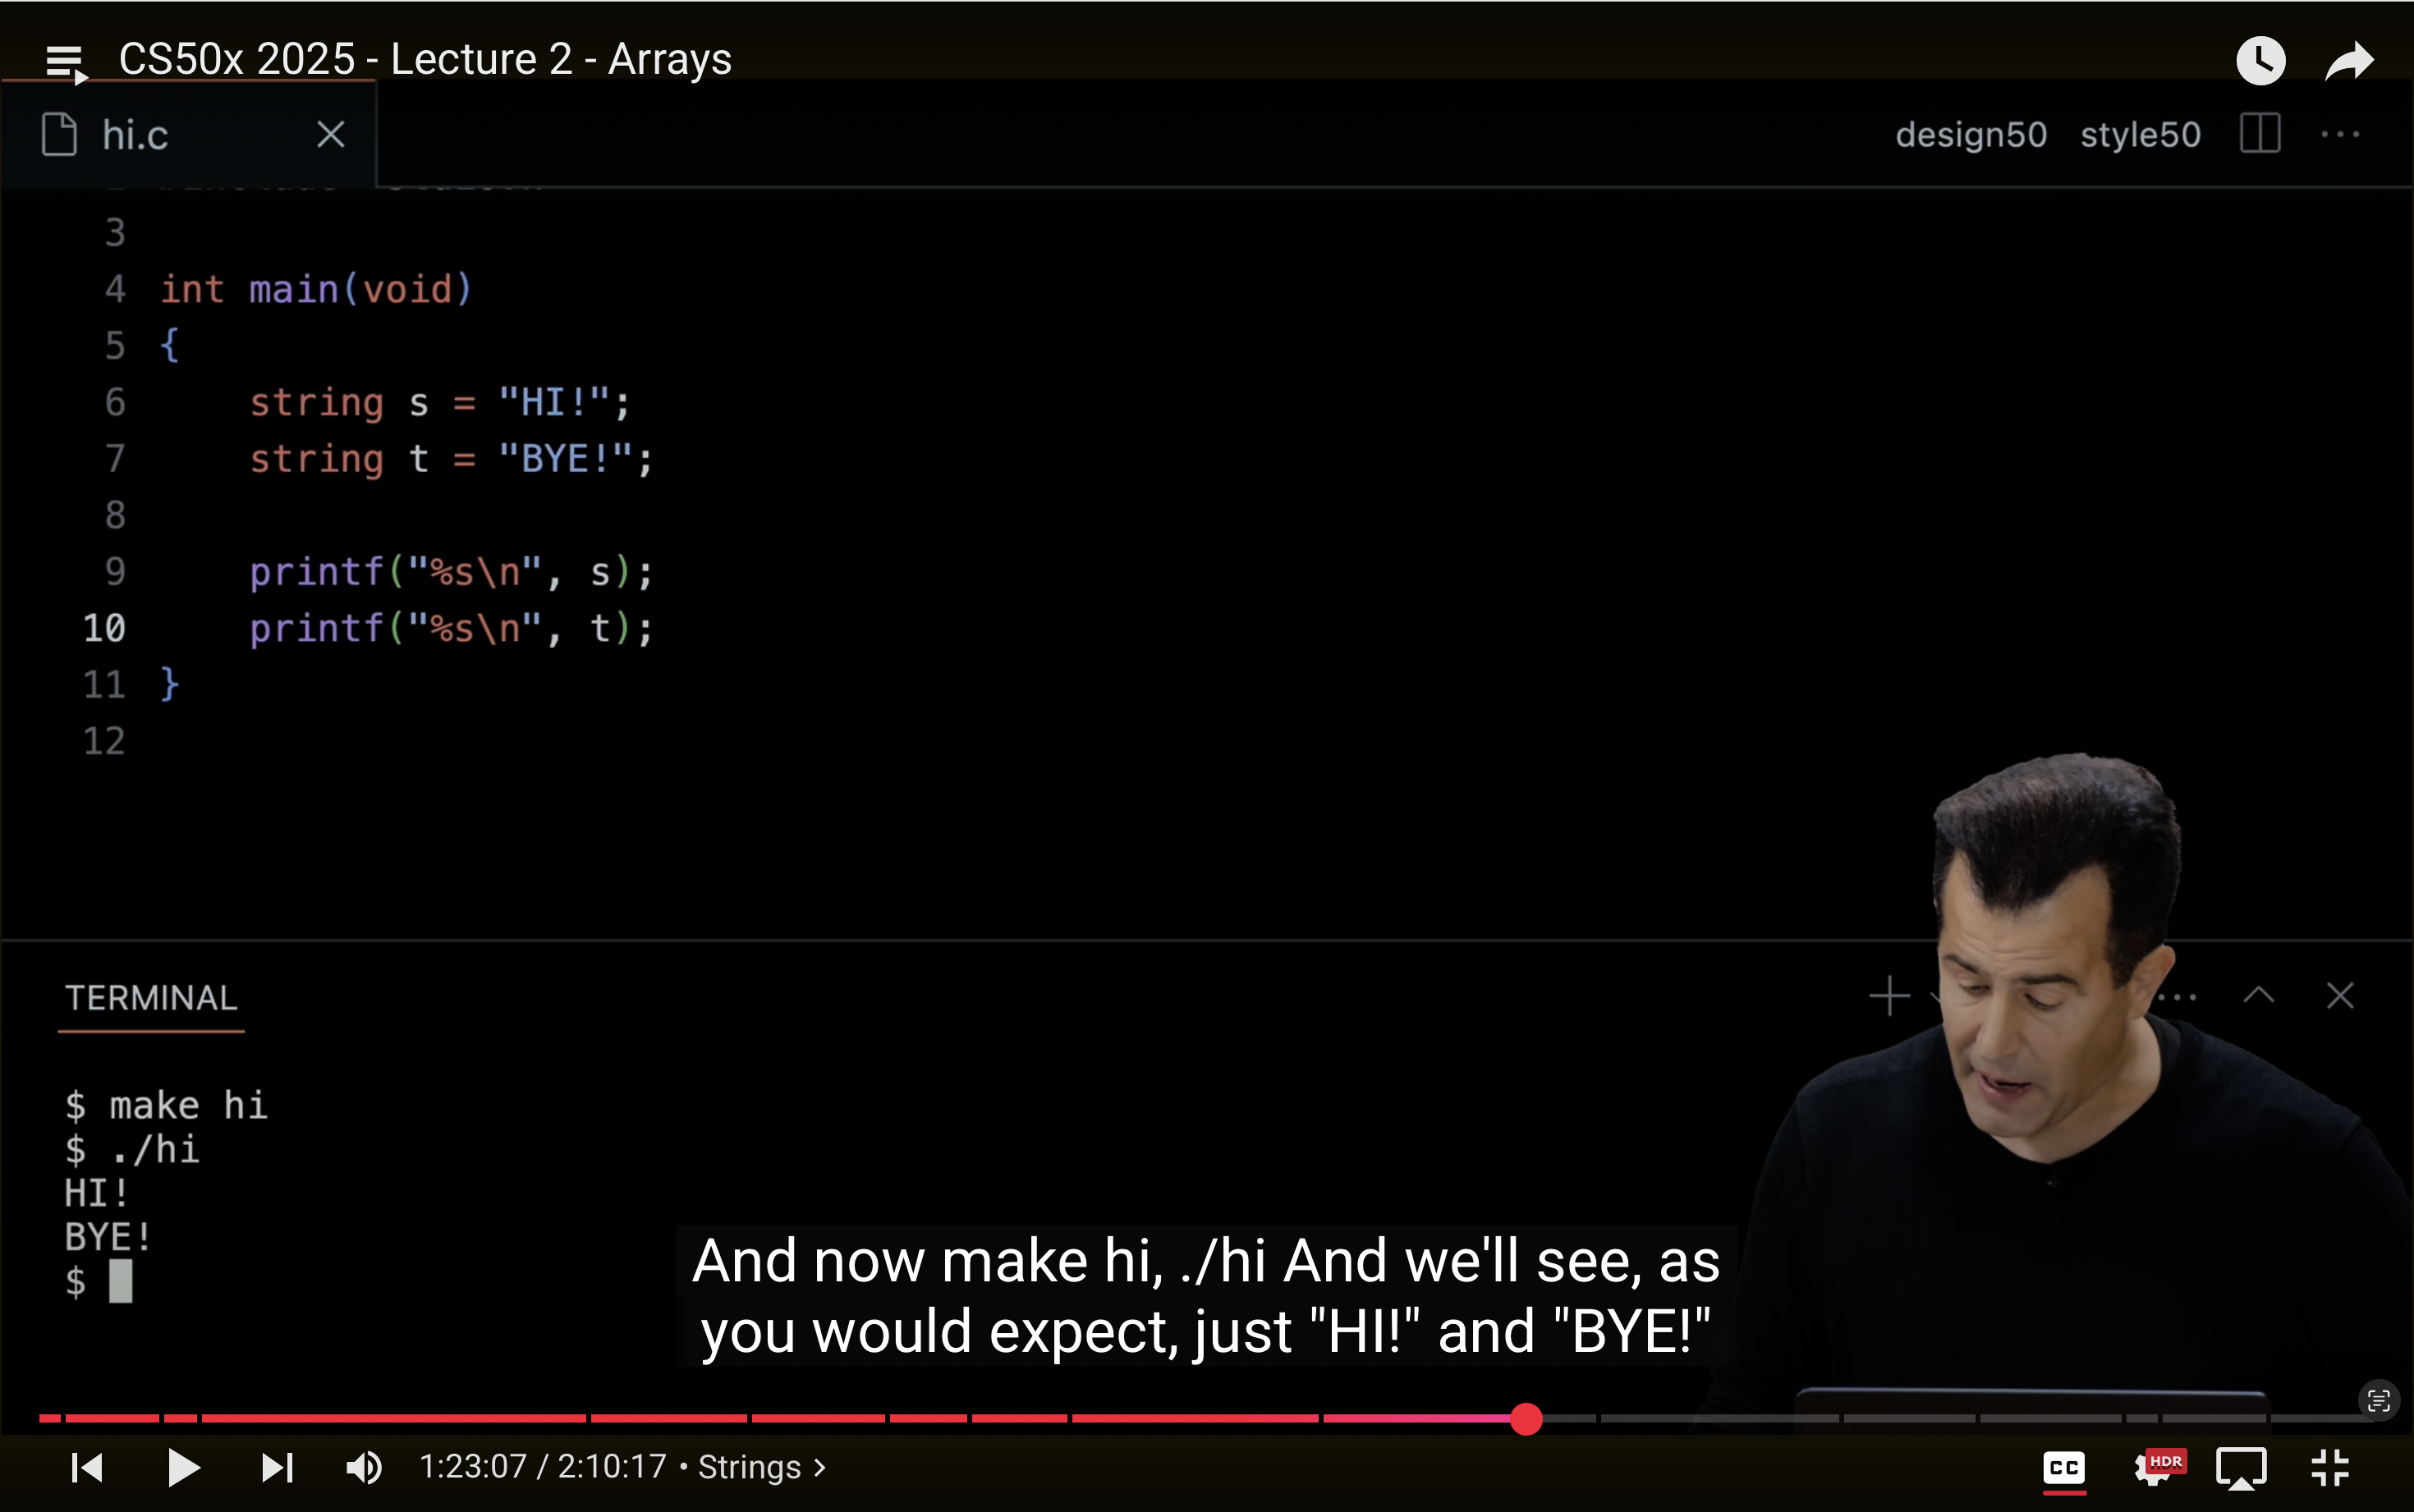 CS50x 2025 - Lecture 2 - Arrays
hi.c
design50 style50
3
4 int main(void)
5 {
6     string s = "HI!";
7     string t = "BYE!";
8
9     printf("%s\n", s);
10     printf("%s\n", t);
11 }
12
TERMINAL
$ make hi
$ ./hi
HI!
BYE!
$
And now make hi, ./hi And we'll see, as
you would expect, just "HI!" and "BYE!"
1:23:07 / 2:10:17 • Strings >
CC
HDR